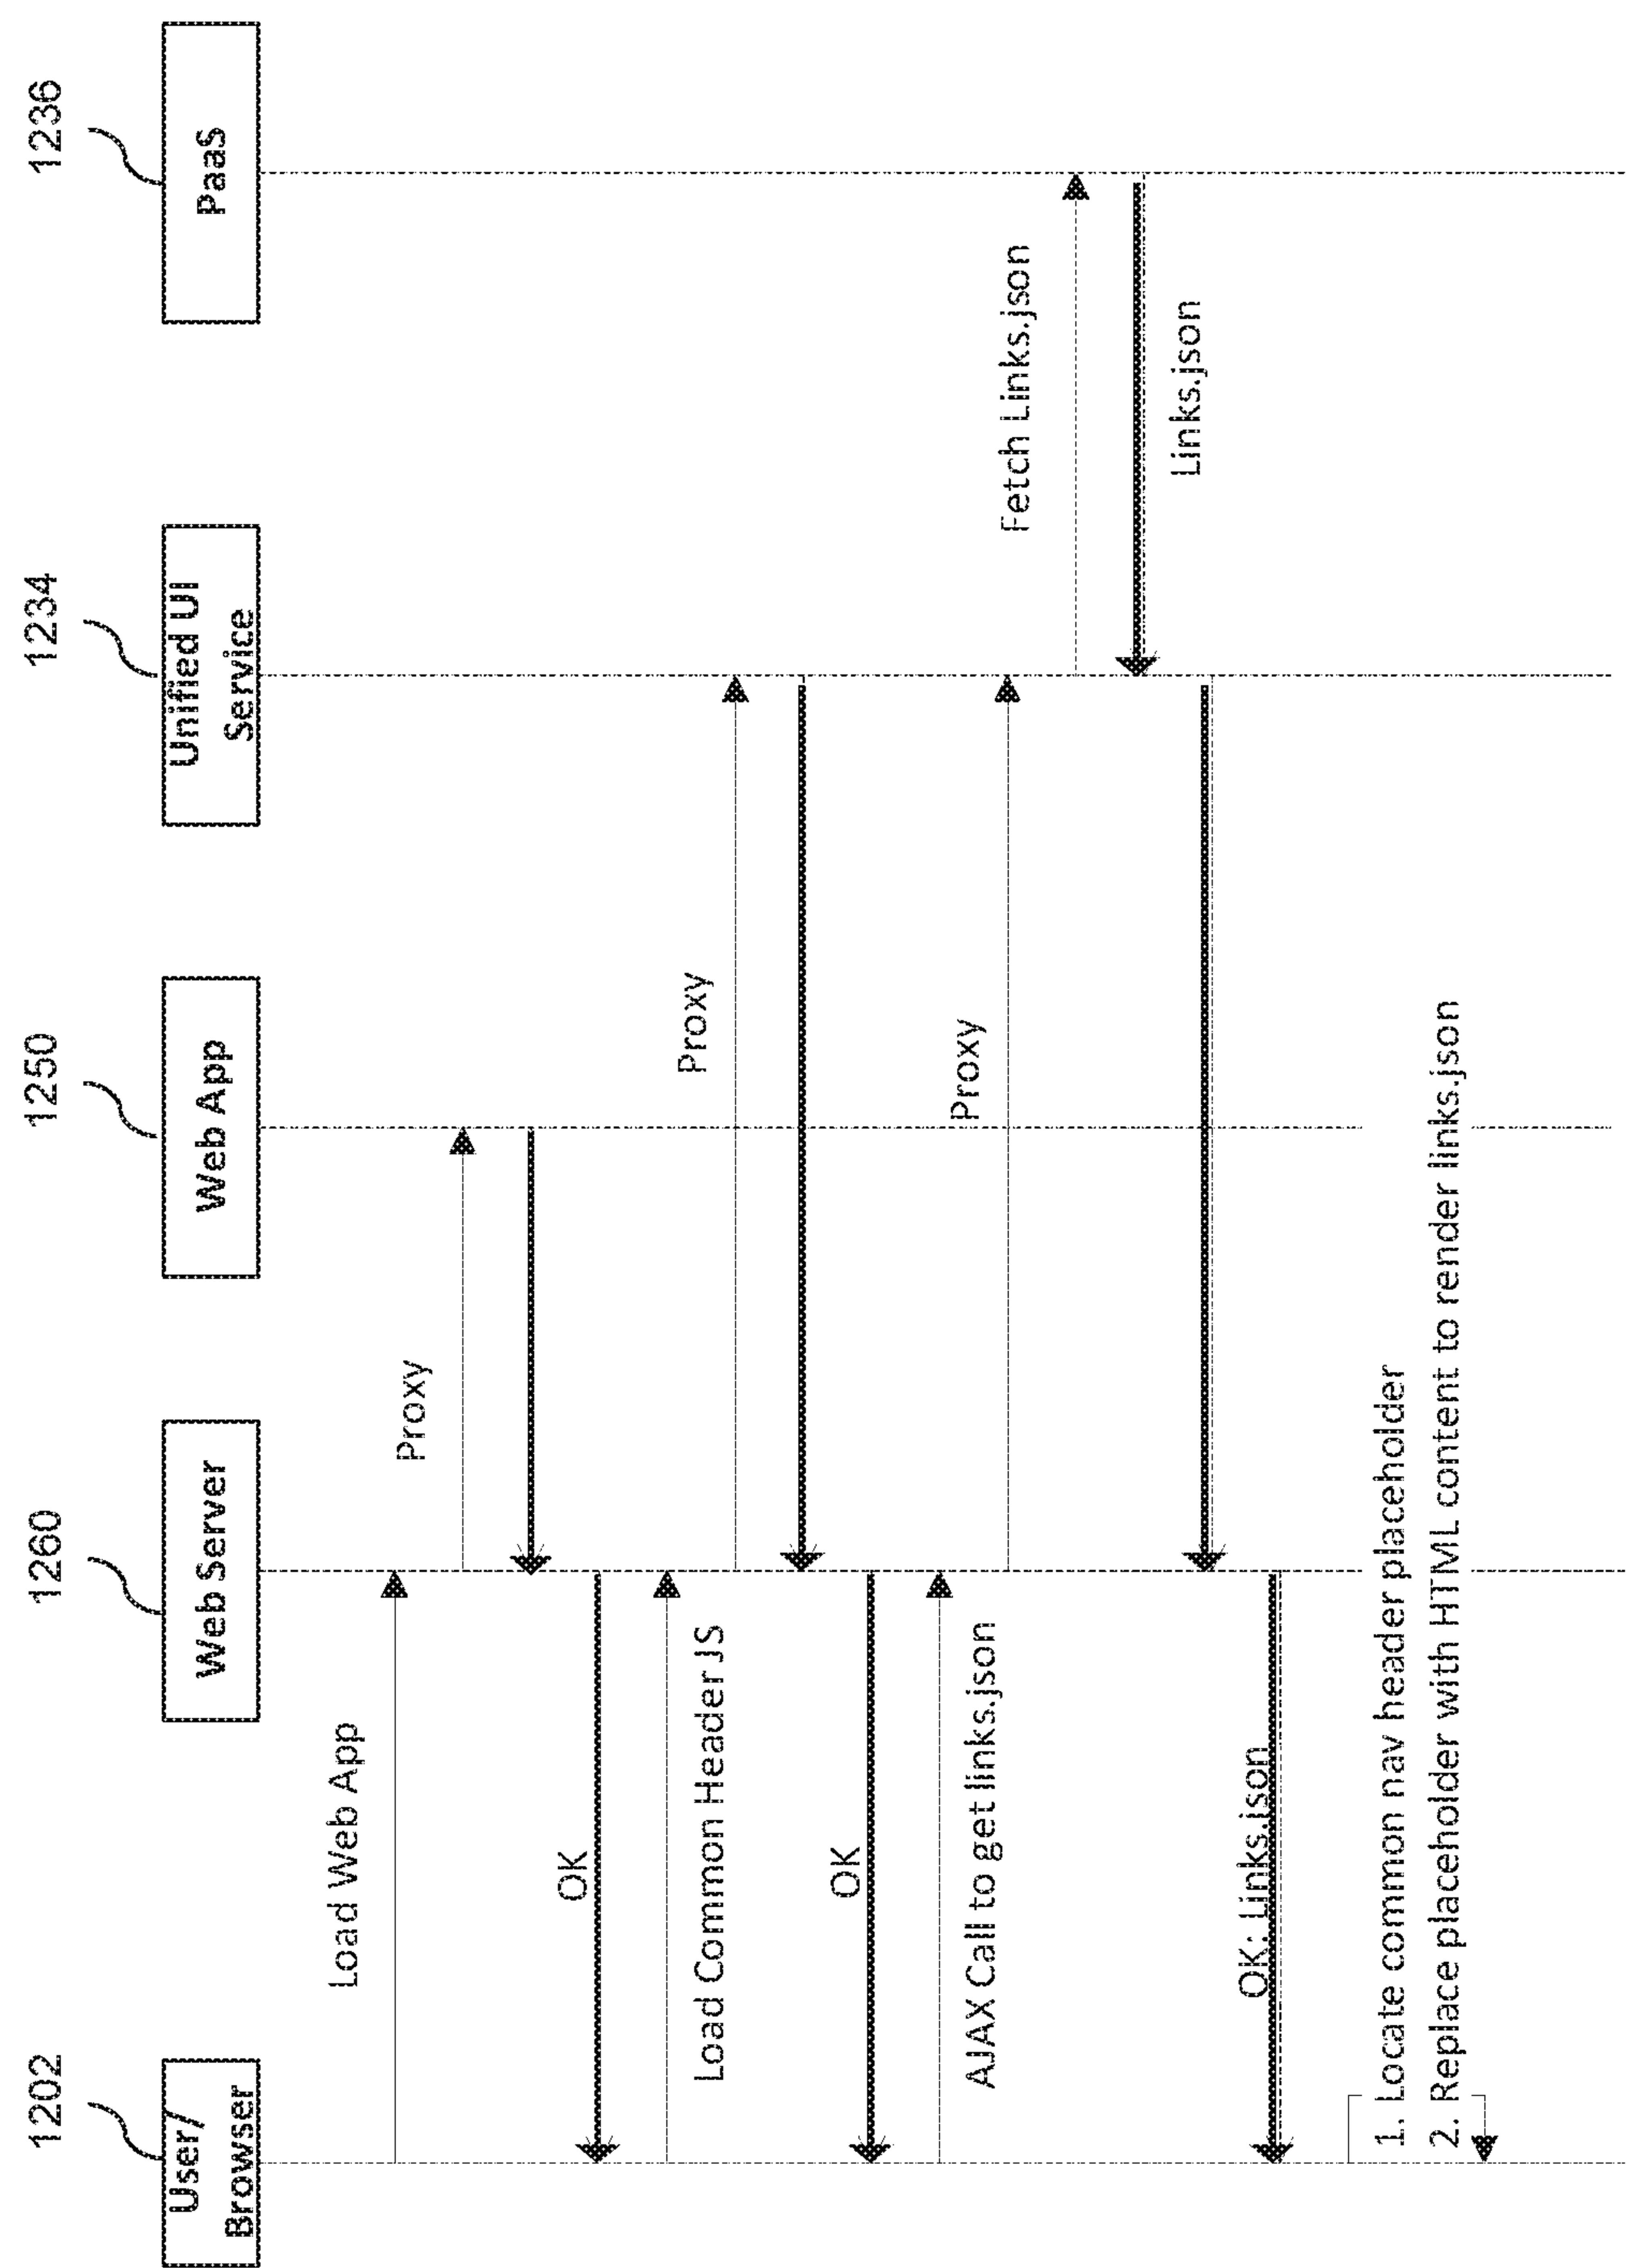 1202
1260
1250
1234
1236
User/
Browser
Web Server
Web App
Unified UI
Service
PaaS
Load Web App
Proxy
OK
Load Common Header JS
Proxy
OK
AJAX Call to get links.json
Proxy
Fetch Links.json
Links.json
OK: Links.json
1. Locate common nav header placeholder
2. Replace placeholder with HTML content to render links.json